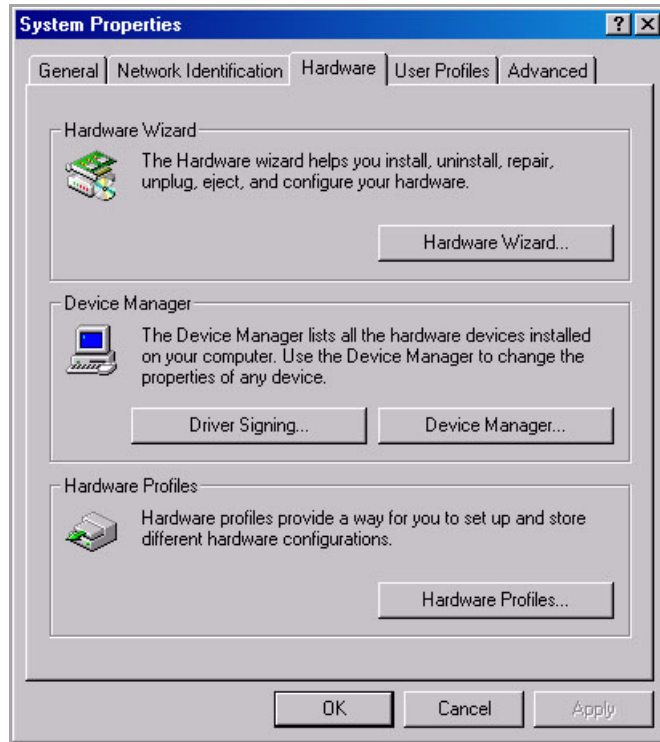 System Properties
General
Network Identification
Hardware
User Profiles
Advanced
Hardware Wizard
The Hardware wizard helps you install, uninstall, repair,
unplug, eject, and configure your hardware.
Hardware Wizard...
Device Manager
The Device Manager lists all the hardware devices installed
on your computer. Use the Device Manager to change the
properties of any device.
Driver Signing...
Device Manager...
Hardware Profiles
Hardware profiles provide a way for you to set up and store
different hardware configurations.
Hardware Profiles...
OK
Cancel
Apply